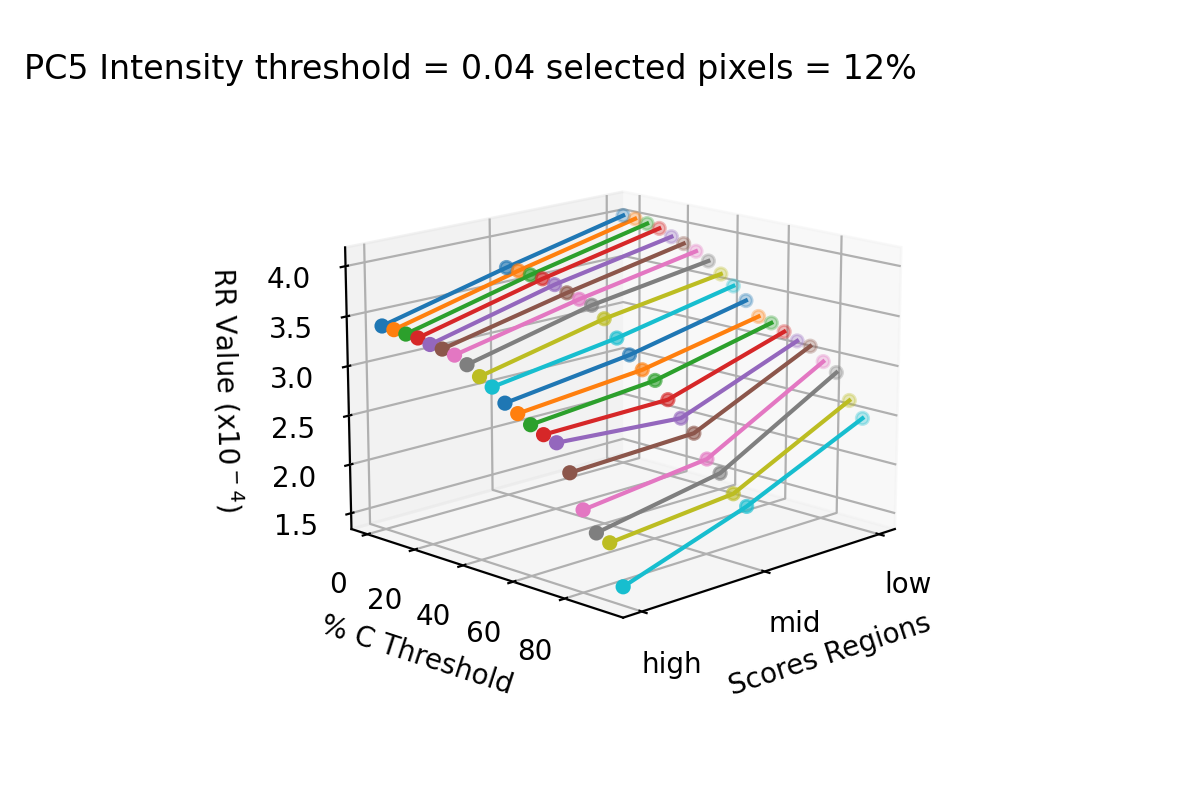 PC5 Intensity threshold = 0.04 selected pixels = 12%
RR Value (x10⁻⁴)
4.0
3.5
3.0
2.5
2.0
1.5
0
20
40
60
80
% C Threshold
high
mid
low
Scores Regions